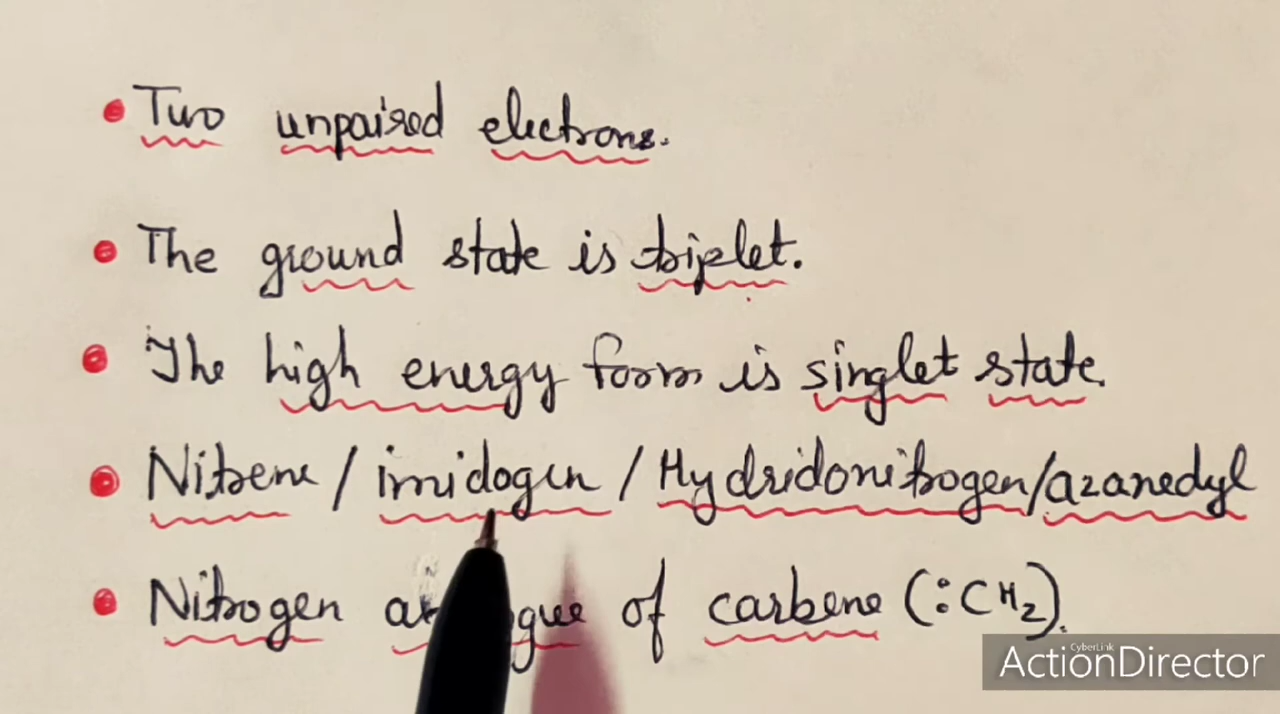 Two unpaired electrons.
The ground state is triplet.
The high energy form is singlet state.
Nitrene / imidogen / Hydridonitrogen/azanedyl
Nitrogen of carbene (:CH2).
CyberLink
ActionDirector